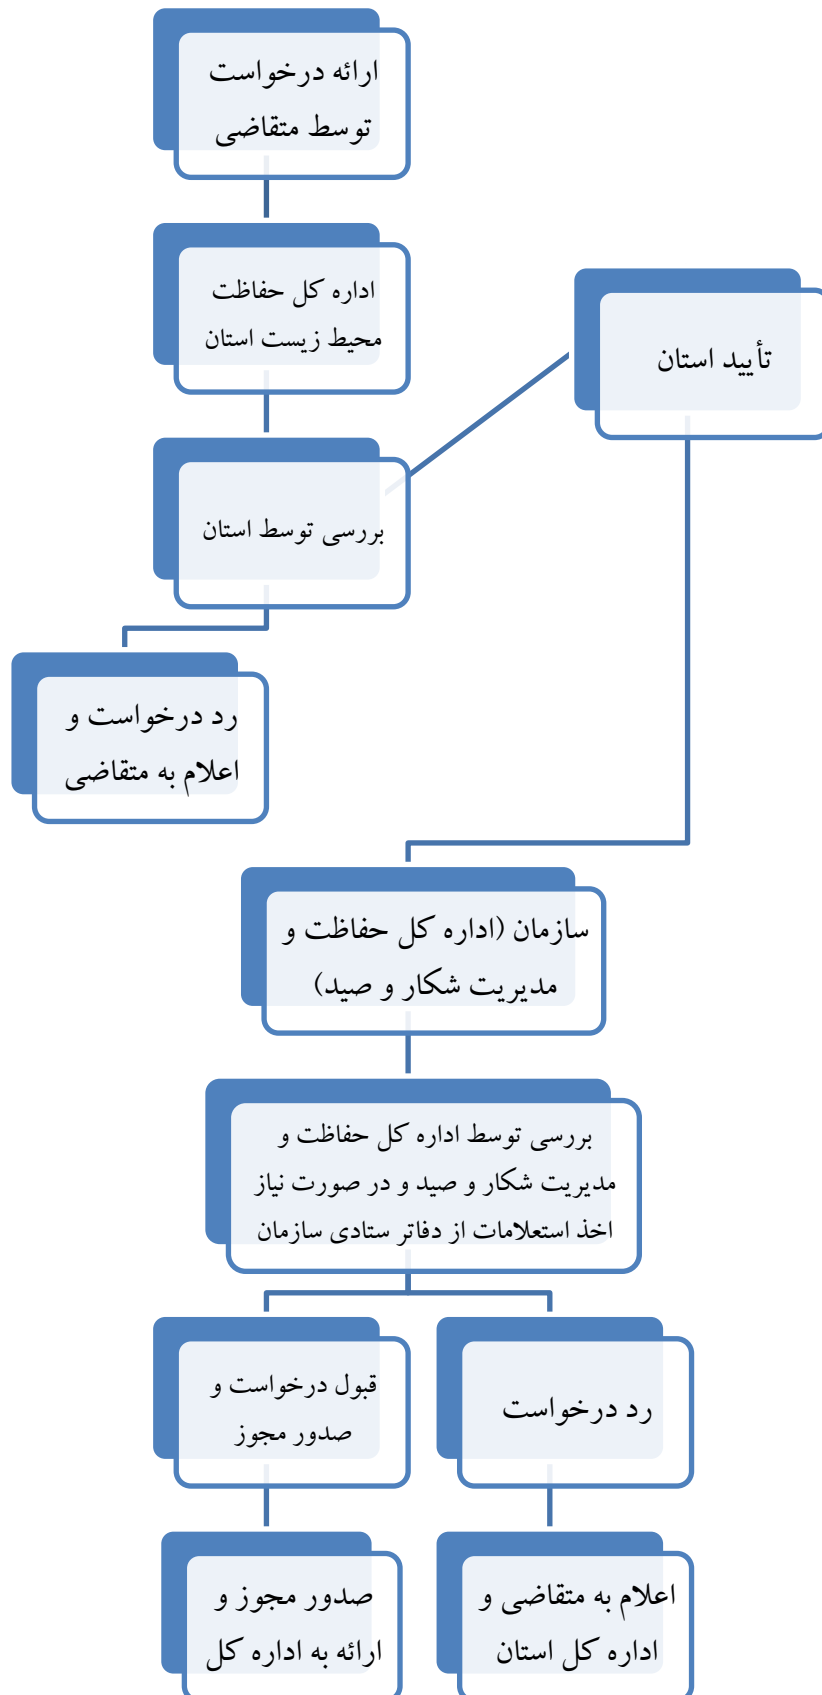 ارائه درخواست
توسط متقاضی
اداره کل حفاظت
محیط زیست استان
تأیید استان
بررسی توسط استان
رد درخواست و
اعلام به متقاضی
سازمان (اداره کل حفاظت و
مدیریت شکار و صید)
بررسی توسط اداره کل حفاظت و
مدیریت شکار و صید و در صورت نیاز
اخذ استعلامات از دفاتر ستادی سازمان
قبول درخواست و
صدور مجوز
رد درخواست
صدور مجوز و
ارائه به اداره کل
اعلام به متقاضی و
اداره کل استان